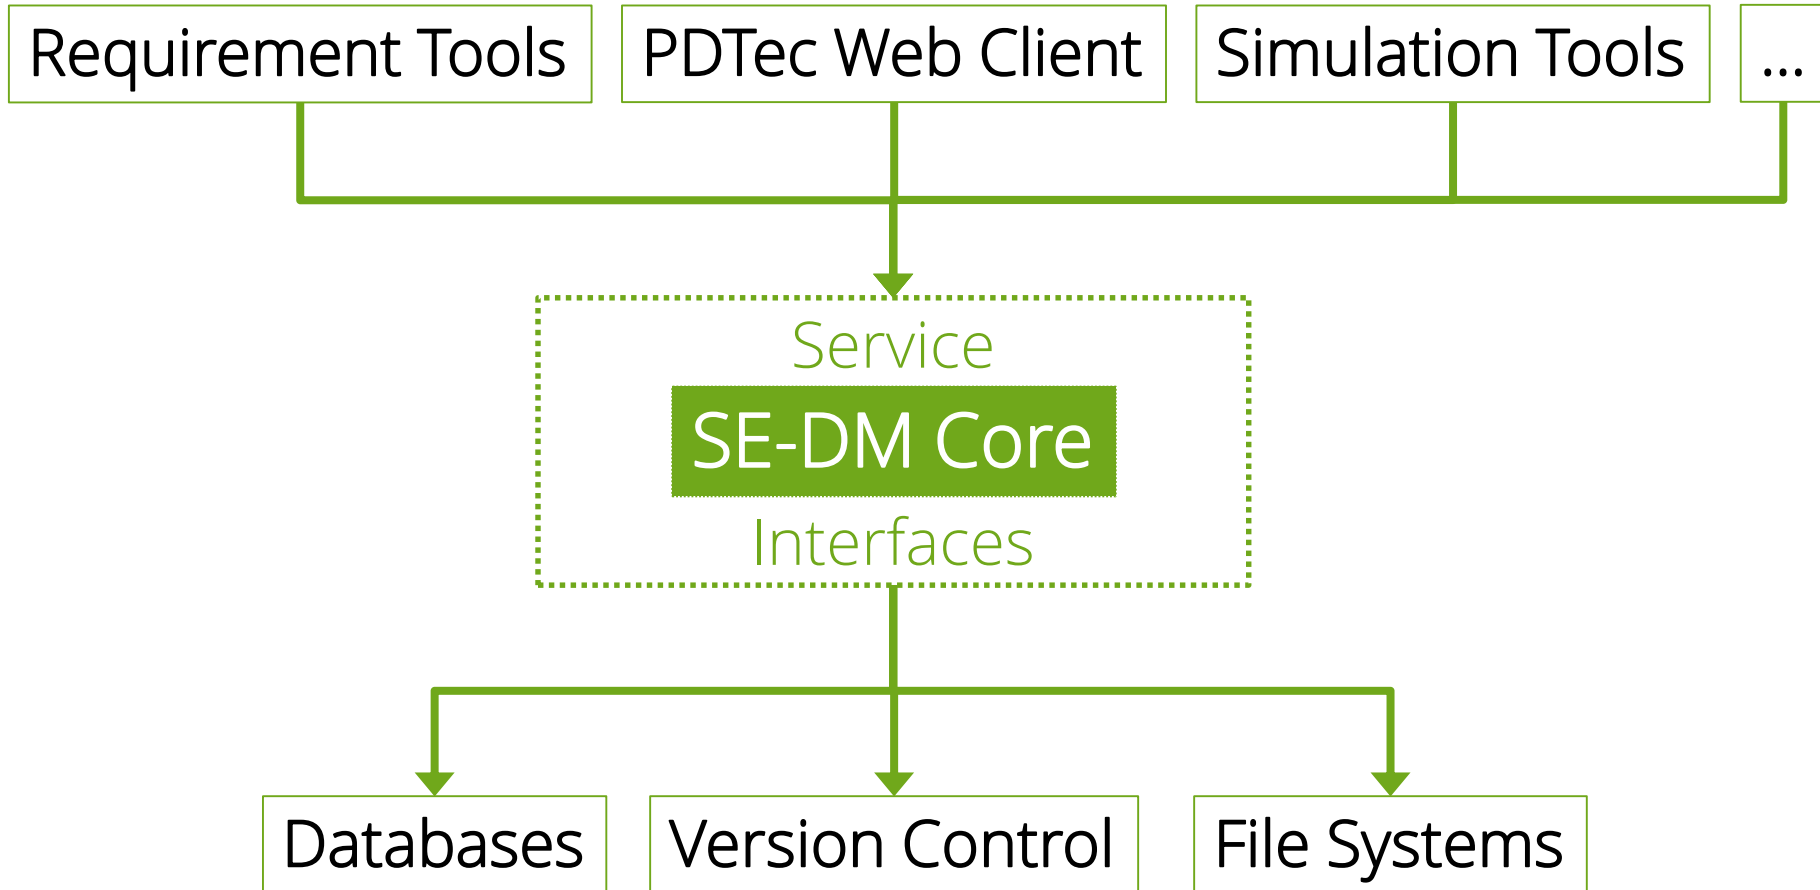 Requirement Tools
PDTec Web Client
Simulation Tools
...
Service
SE-DM Core
Interfaces
Databases
Version Control
File Systems